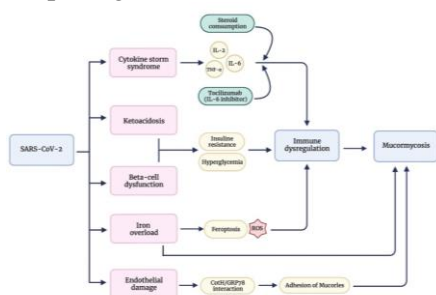 Steroid
consumption
IL-2
TNF-α
IL-6
Cytokine storm
syndrome
Tocilizumab
(IL-6 inhibitor)
Ketoacidosis
SARS-CoV-2
Insuline
resistance
Hyperglycemia
Immune
dysregulation
Mucormycosis
Beta-cell
dysfunction
Iron
overload
Ferroptosis
ROS
Endothelial
damage
CotH/GRP78
interaction
Adhesion of Mucorles